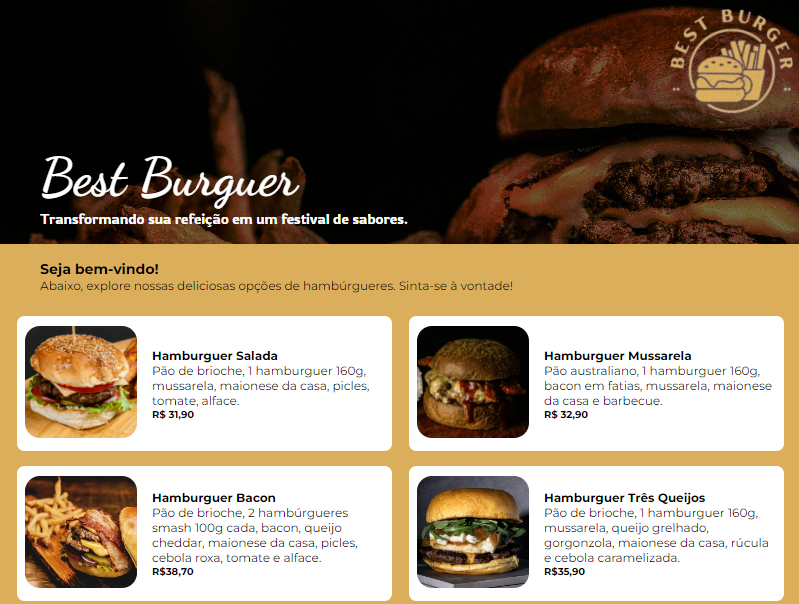 BEST BURGER
Best Burguer
Transformando sua refeição em um festival de sabores.
Seja bem-vindo!
Abaixo, explore nossas deliciosas opções de hambúrgueres. Sinta-se à vontade!
Hamburguer Salada
Pão de brioche, 1 hamburguer 160g,
mussarela, maionese da casa, picles,
tomate, alface.
R$ 31,90
Hamburguer Mussarela
Pão australiano, 1 hamburguer 160g,
bacon em fatias, mussarela, maionese
da casa e barbecue.
R$ 32,90
Hamburguer Bacon
Pão de brioche, 2 hambúrgueres
smash 100g cada, bacon, queijo
cheddar, maionese da casa, picles,
cebola roxa, tomate e alface.
R$38,70
Hamburguer Três Queijos
Pão de brioche, 1 hamburguer 160g,
mussarela, queijo grelhado,
gorgonzola, maionese da casa, rúcula
e cebola caramelizada.
R$35,90